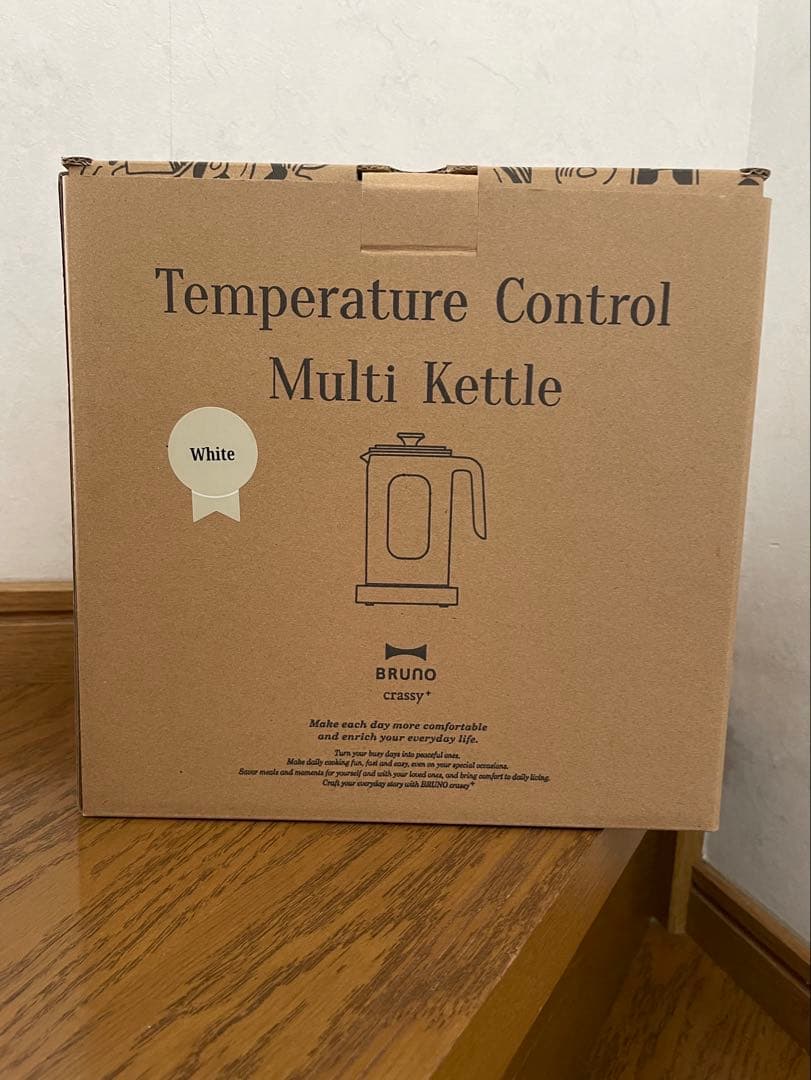 Temperature Control
Multi Kettle
White
BRUNO
crassy+
Make each day more comfortable
and enrich your everyday life.
Turn your busy days into peaceful ones.
Make daily cooking fun, fast and easy, even on your special occasions.
Savor meals and moments for yourself and with your loved ones, and bring comfort to daily living.
Craft your everyday story with BRUNO crassy+